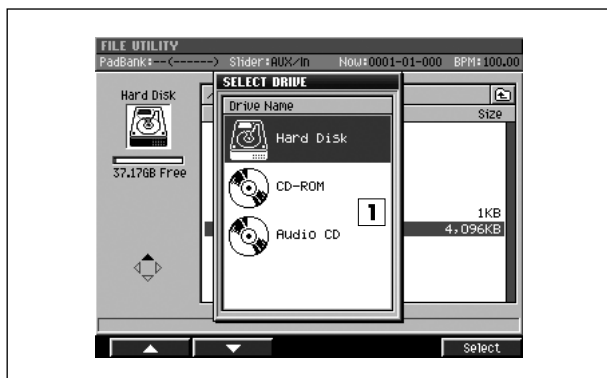 FILE UTILITY
PadBank:--(------) Slider:AUX/In Now:0001-01-000 BPM:100.00
Hard Disk
37.17GB Free
SELECT DRIVE
Drive Name
Hard Disk
CD-ROM
Audio CD
1
Size
1KB
4,096KB
Select